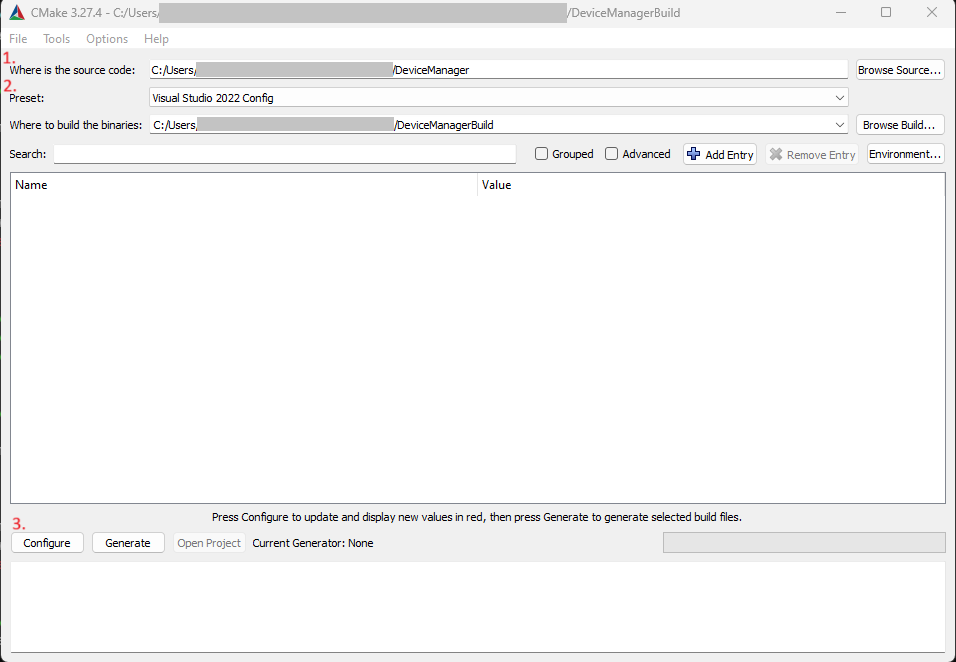 CMake 3.27.4 - C:/Users/ /DeviceManagerBuild
File Tools Options Help
1.
Where is the source code: C:/Users/ /DeviceManager Browse Source...
2.
Preset: Visual Studio 2022 Config
Where to build the binaries: C:/Users, /DeviceManagerBuild Browse Build...
Search: Grouped Advanced Add Entry Remove Entry Environment...
Name Value
Press Configure to update and display new values in red, then press Generate to generate selected build files.
3.
Configure Generate Open Project Current Generator: None